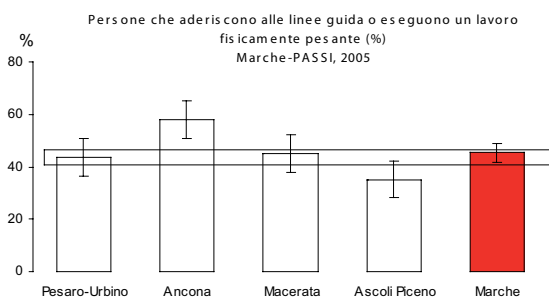 Persone che aderiscono alle linee guida o eseguono un lavoro
fisicamente pesante (%)
Marche-PASSI, 2005
%
80
60
40
20
0
Pesaro-Urbino Ancona Macerata Ascoli Piceno Marche